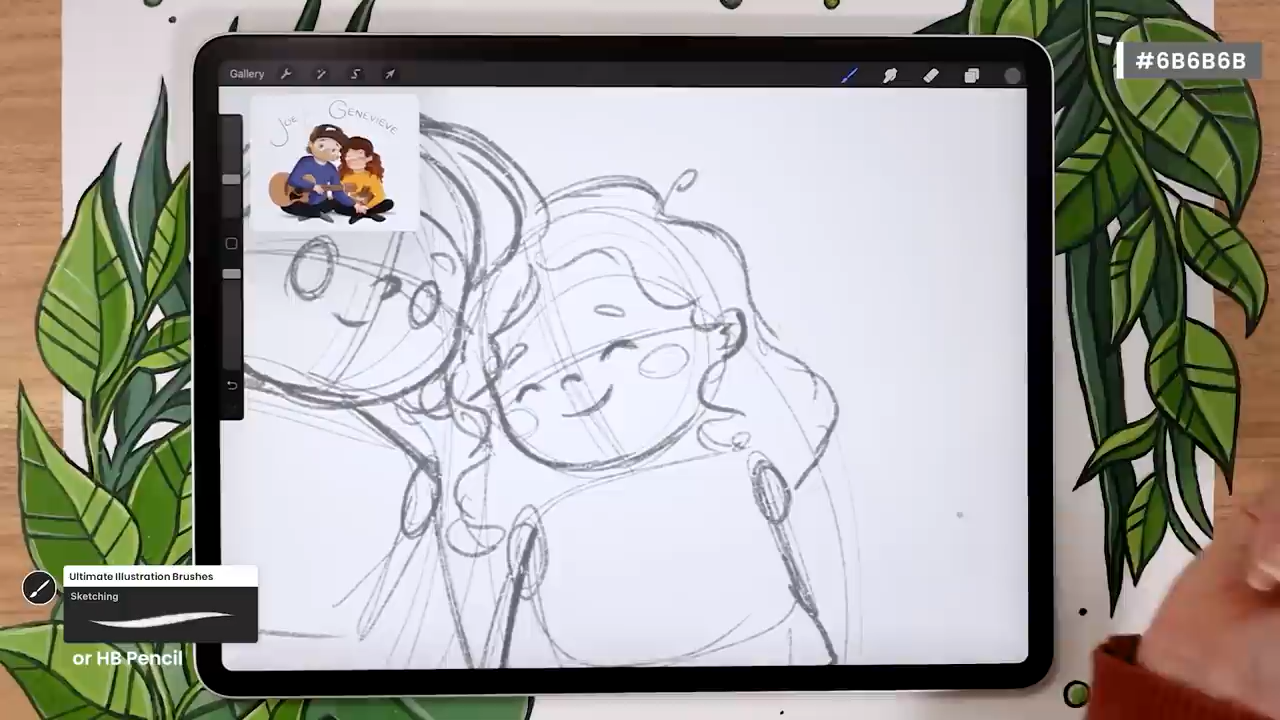 #6B6B6B
Gallery
JOE GENEVIEVE
Ultimate Illustration Brushes
Sketching
or HB Pencil